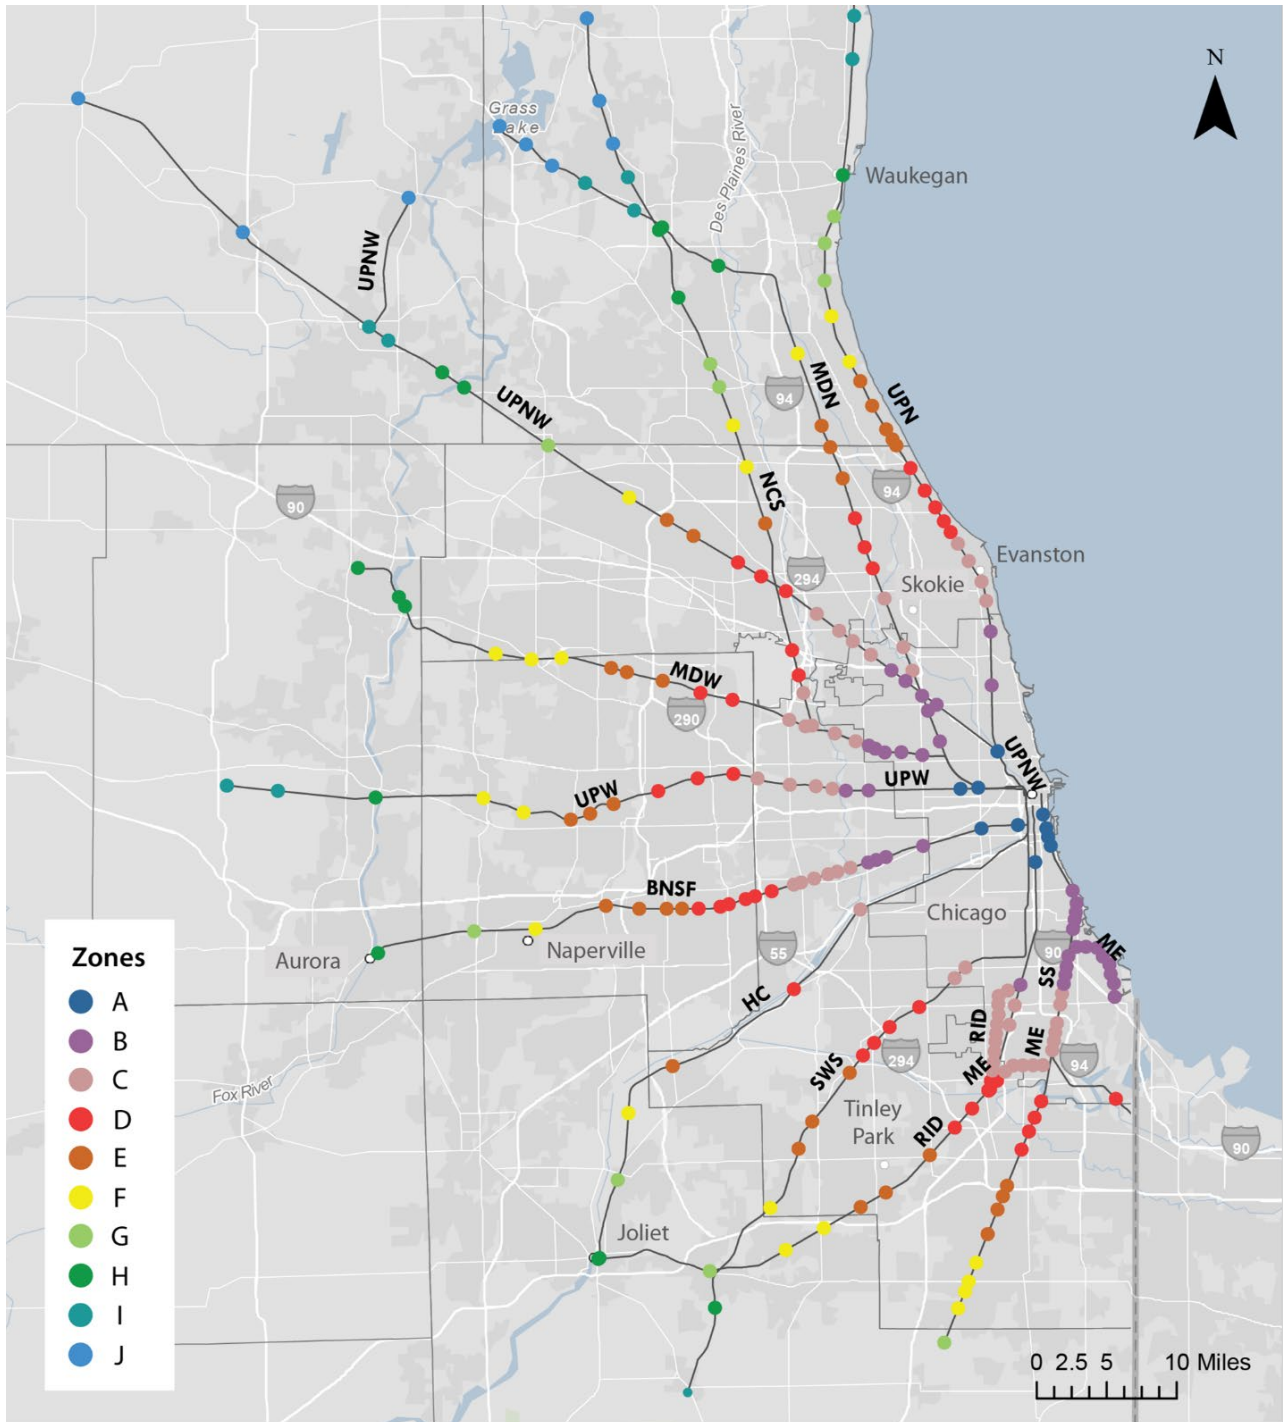 N
Grass
Lake
Des Plaines River
Waukegan
UPNW
94
MDN
UPN
UPNW
NCS
94
90
Evanston
294
Skokie
MDW
290
UPNW
UPW
UPW
BNSF
Chicago
Naperville
Aurora
55
90
ME
SS
HC
RID
ME
294
94
SWS
ME
Fox River
Tinley
Park
RID
90
Joliet
Zones
A
B
C
D
E
F
G
H
I
J
0 2.5 5 10 Miles